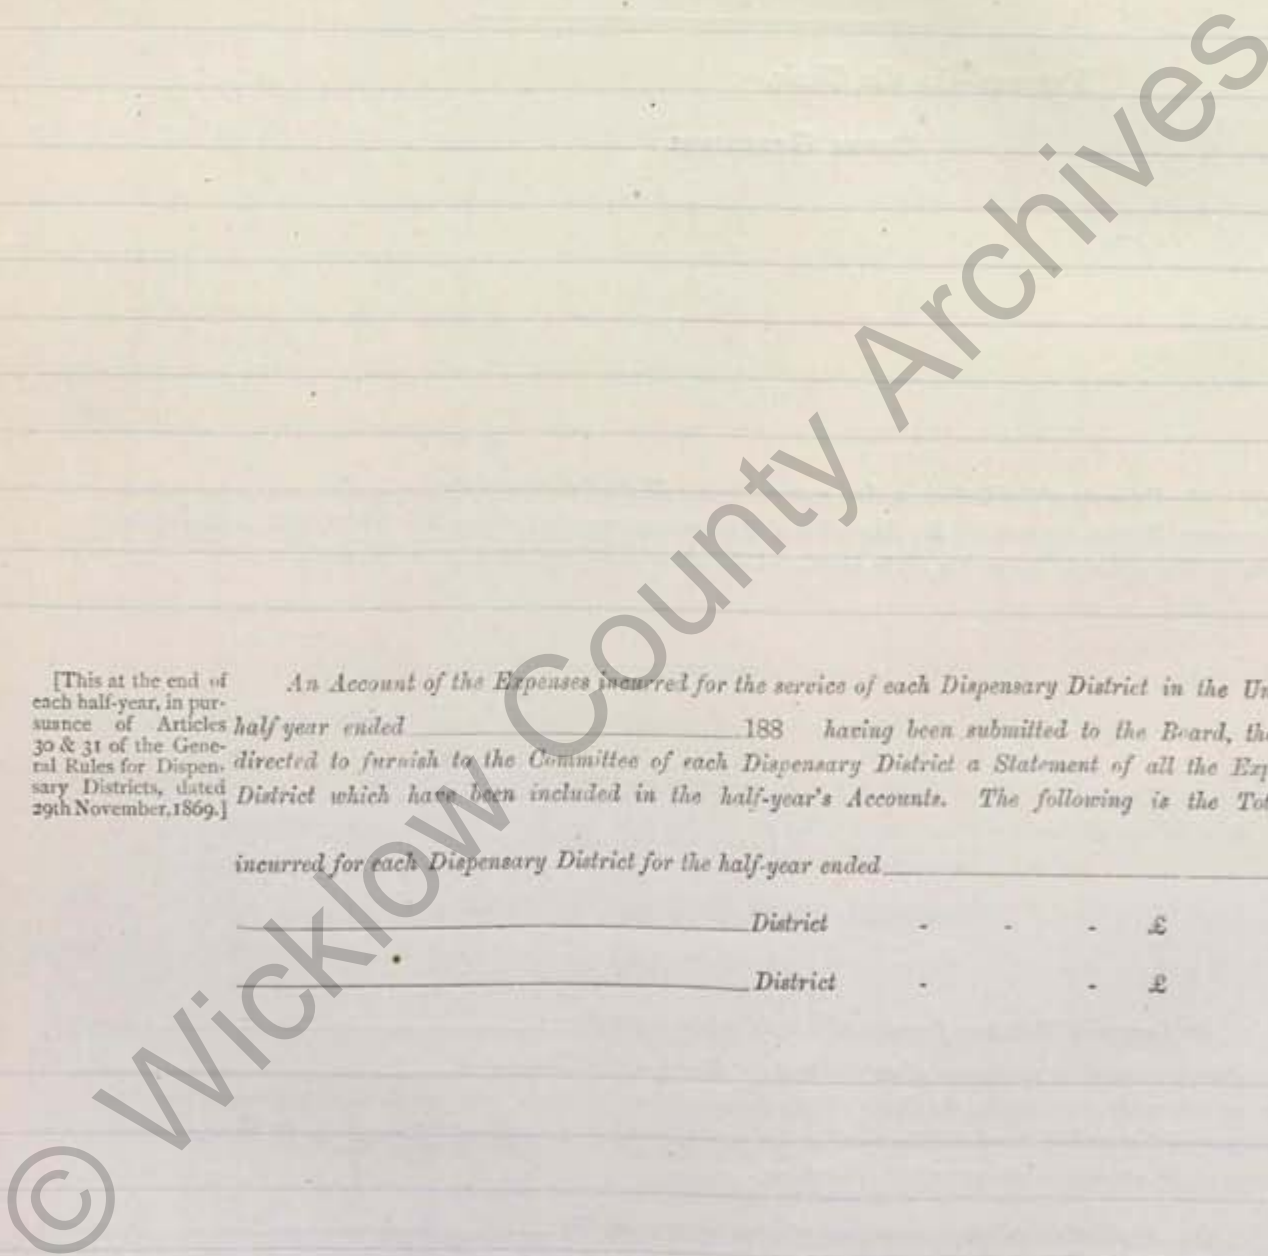 [This at the end of
each half-year, in pur-
suance of Articles
30 & 31 of the Gene-
ral Rules for Dispen-
sary Districts, dated
29th November, 1869.]
An Account of the Expenses incurred for the service of each Dispensary District in the Un
half year ended 188 having been submitted to the Board, the
directed to furnish to the Committee of each Dispensary District a Statement of all the Exp
District which have been included in the half-year's Accounts. The following is the Tot
incurred for each Dispensary District for the half-year ended
District - - - £
District - - £
© Wicklow County Archives